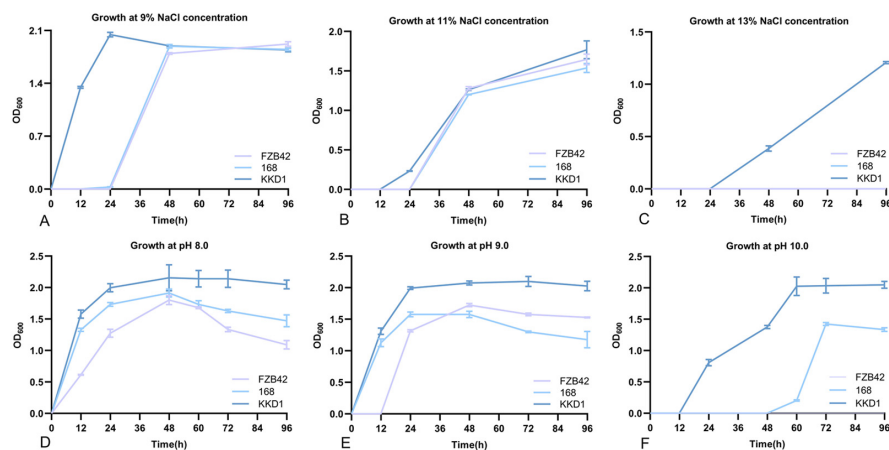 Growth at 9% NaCl concentration
2.1
1.4
0.7
0.0
OD600
0 12 24 36 48 60 72 84 96
Time(h)
FZB42
168
KKD1
A
Growth at 11% NaCl concentration
2.0
1.5
1.0
0.5
0.0
OD600
0 12 24 36 48 60 72 84 96
Time(h)
FZB42
168
KKD1
B
Growth at 13% NaCl concentration
1.5
1.0
0.5
0.0
OD600
0 12 24 36 48 60 72 84 96
Time(h)
FZB42
168
KKD1
C
Growth at pH 8.0
2.5
2.0
1.5
1.0
0.5
0.0
OD600
0 12 24 36 48 60 72 84 96
Time(h)
FZB42
168
KKD1
D
Growth at pH 9.0
2.5
2.0
1.5
1.0
0.5
0.0
OD600
0 12 24 36 48 60 72 84 96
Time(h)
FZB42
168
KKD1
E
Growth at pH 10.0
2.5
2.0
1.5
1.0
0.5
0.0
OD600
0 12 24 36 48 60 72 84 96
Time(h)
FZB42
168
KKD1
F